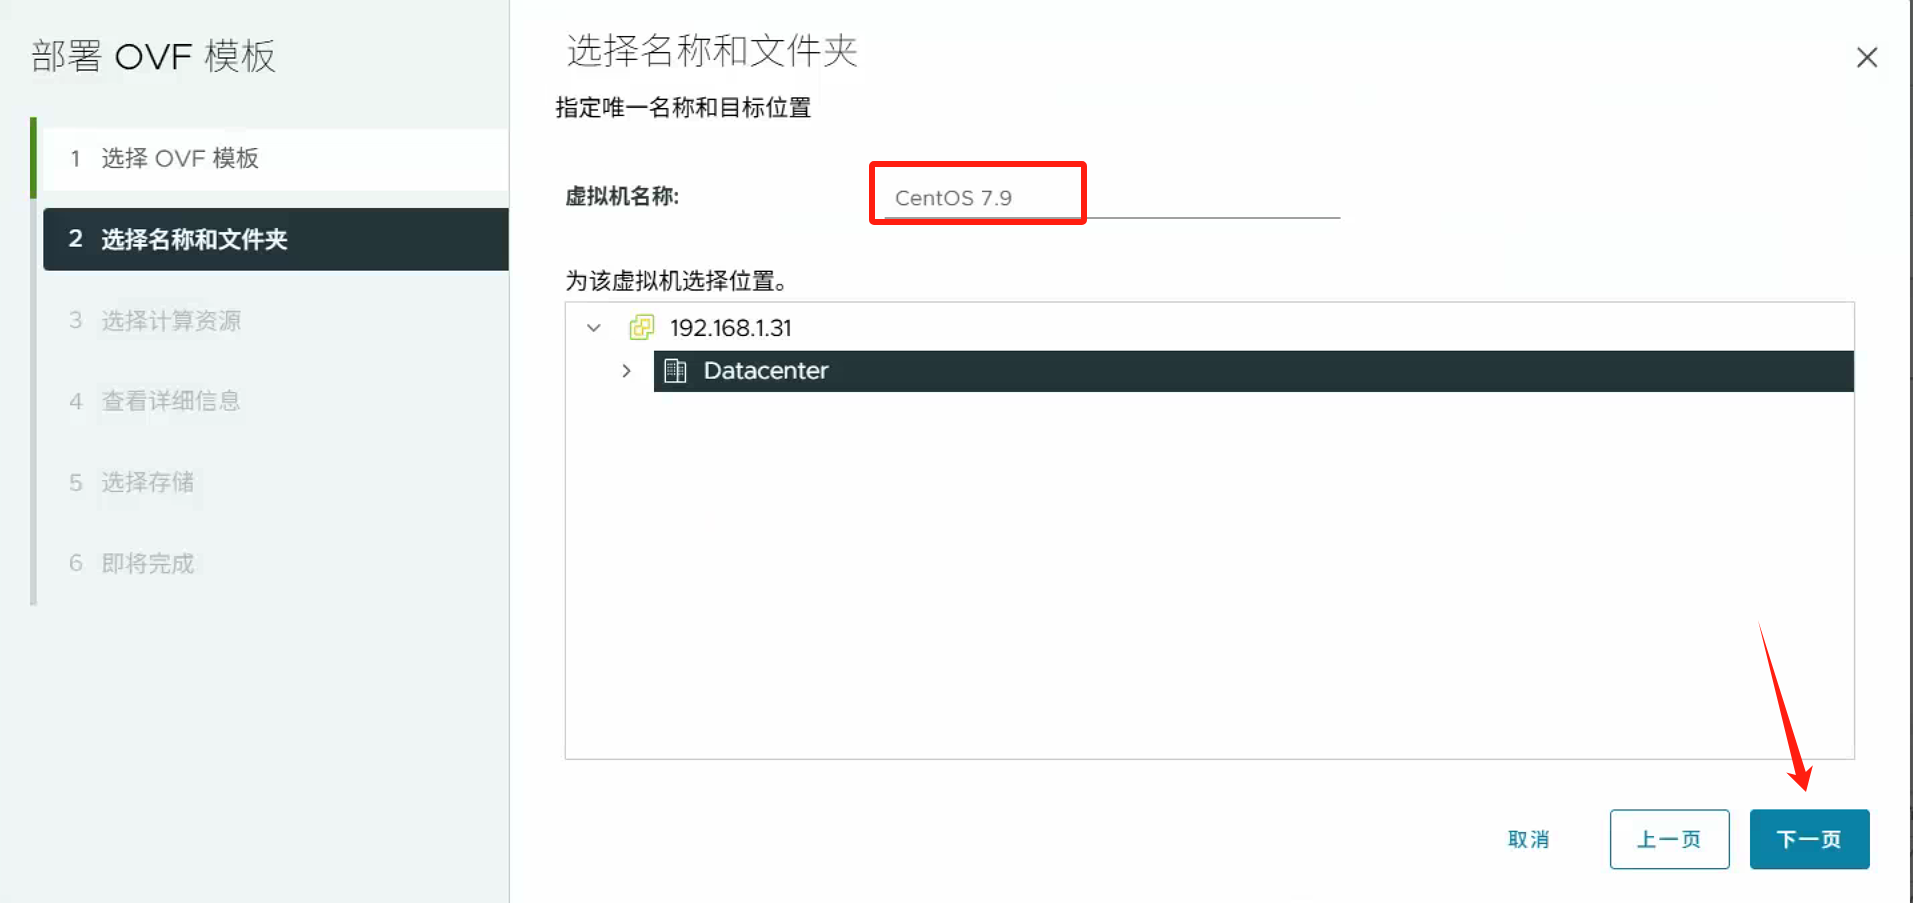 部署 OVF 模板
1 选择 OVF 模板
2 选择名称和文件夹
3 选择计算资源
4 查看详细信息
5 选择存储
6 即将完成
选择名称和文件夹
指定唯一名称和目标位置
虚拟机名称: CentOS 7.9
为该虚拟机选择位置。
192.168.1.31
Datacenter
取消 上一页 下一页